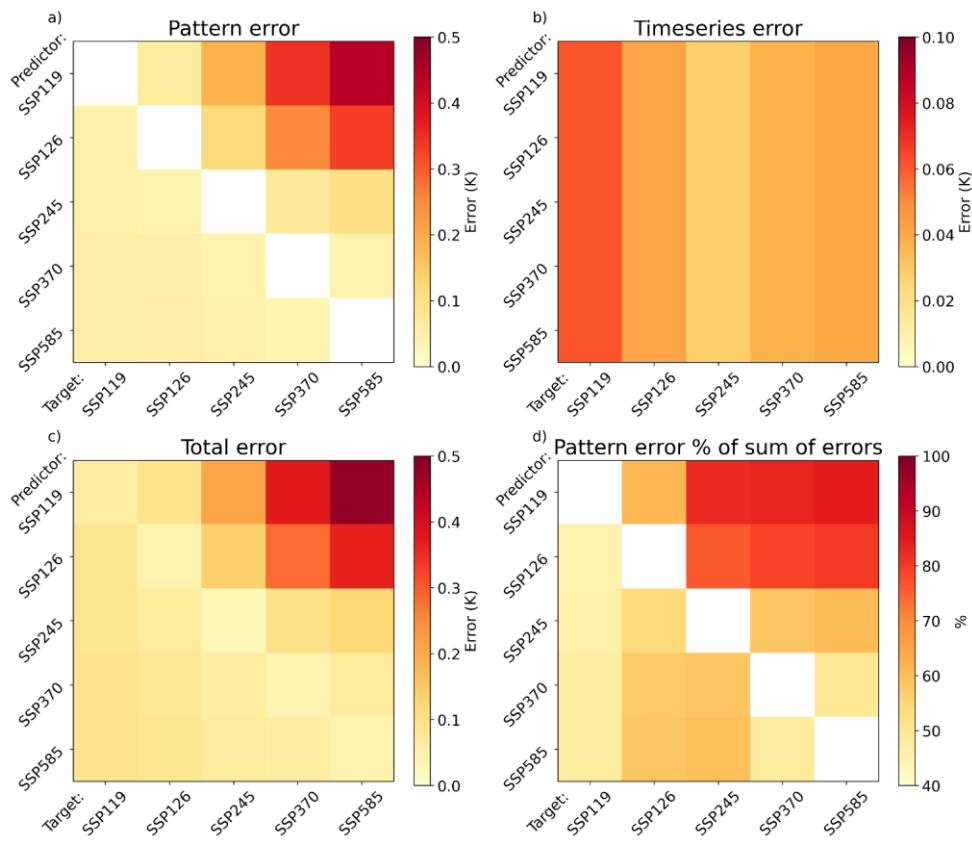 a)
Pattern error
Predictor:
SSP119
SSP126
SSP245
SSP370
SSP585
Target:
SSP119
SSP126
SSP245
SSP370
SSP585
0.5
0.4
0.3
0.2
0.1
0.0
Error (K)
b)
Timeseries error
Predictor:
SSP119
SSP126
SSP245
SSP370
SSP585
Target:
SSP119
SSP126
SSP245
SSP370
SSP585
0.10
0.08
0.06
0.04
0.02
0.00
Error (K)
c)
Total error
Predictor:
SSP119
SSP126
SSP245
SSP370
SSP585
Target:
SSP119
SSP126
SSP245
SSP370
SSP585
0.5
0.4
0.3
0.2
0.1
0.0
Error (K)
d)
Pattern error % of sum of errors
Predictor:
SSP119
SSP126
SSP245
SSP370
SSP585
Target:
SSP119
SSP126
SSP245
SSP370
SSP585
100
90
80
70
60
50
40
%